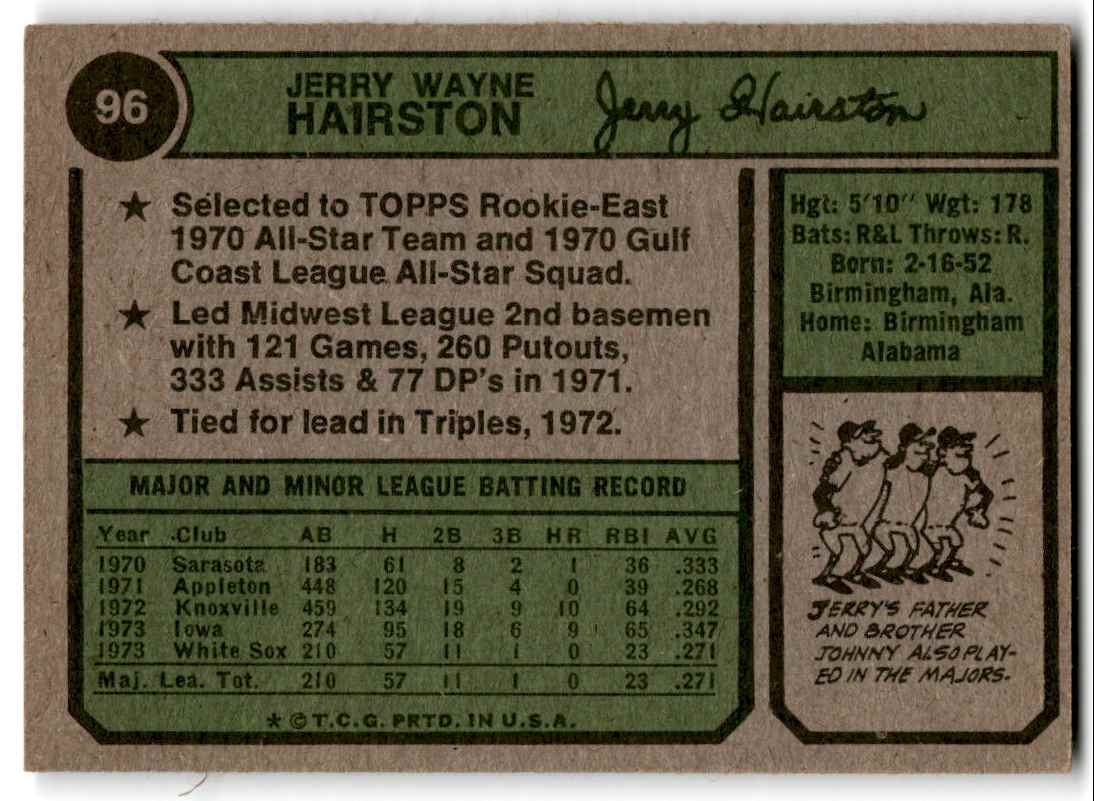 96
JERRY WAYNE
HAIRSTON
Jerry Hairston
★ Selected to TOPPS Rookie-East
1970 All-Star Team and 1970 Gulf
Coast League All-Star Squad.
★ Led Midwest League 2nd basemen
with 121 Games, 260 Putouts,
333 Assists & 77 DP's in 1971.
★ Tied for lead in Triples, 1972.
MAJOR AND MINOR LEAGUE BATTING RECORD
Year Club AB H 2B 3B HR RBI AVG
1970 Sarasota 183 61 8 2 1 36 .333
1971 Appleton 448 120 15 4 0 39 .268
1972 Knoxville 459 134 19 9 10 64 .292
1973 Iowa 274 95 18 6 9 65 .347
1973 White Sox 210 57 11 1 0 23 .271
Maj. Lea. Tot. 210 57 11 1 0 23 .271
* © T.C.G. PRTD. IN U.S.A.
Hgt: 5'10" Wgt: 178
Bats: R&L Throws: R.
Born: 2-16-52
Birmingham, Ala.
Home: Birmingham
Alabama
JERRY'S FATHER
AND BROTHER
JOHNNY ALSO PLAY-
ED IN THE MAJORS.